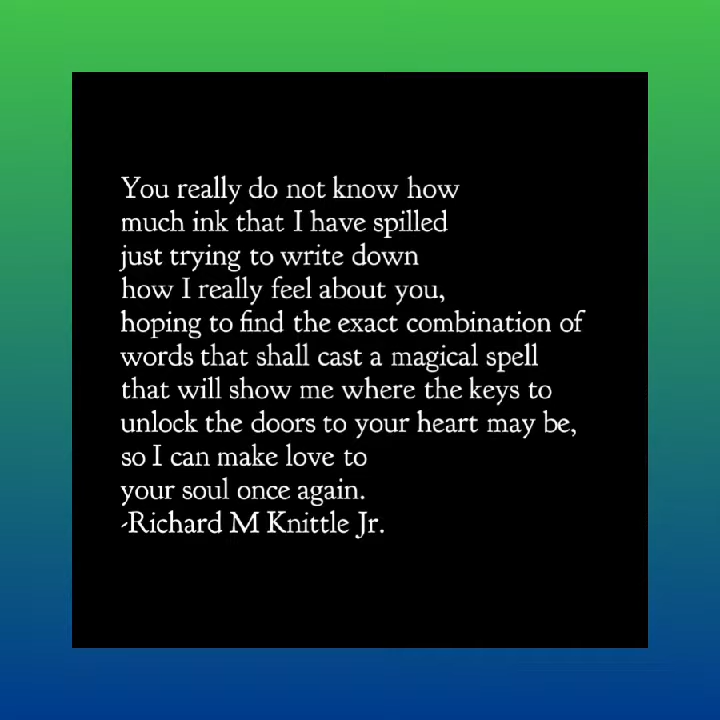 You really do not know how
much ink that I have spilled
just trying to write down
how I really feel about you,
hoping to find the exact combination of
words that shall cast a magical spell
that will show me where the keys to
unlock the doors to your heart may be,
so I can make love to
your soul once again.
-Richard M Knittle Jr.